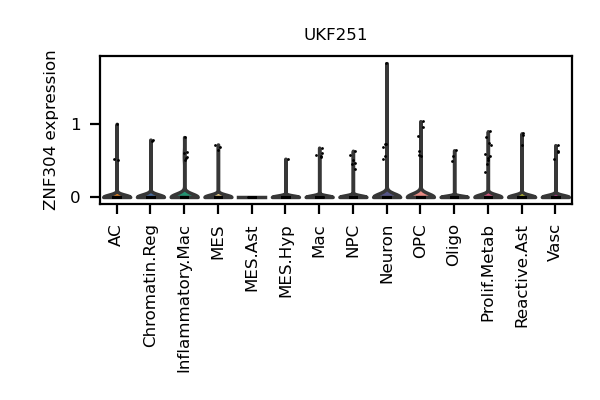 UKF251
ZNF304 expression
1
0
AC
Chromatin.Reg
Inflammatory.Mac
MES
MES.Ast
MES.Hyp
Mac
NPC
Neuron
OPC
Oligo
Prolif.Metab
Reactive.Ast
Vasc